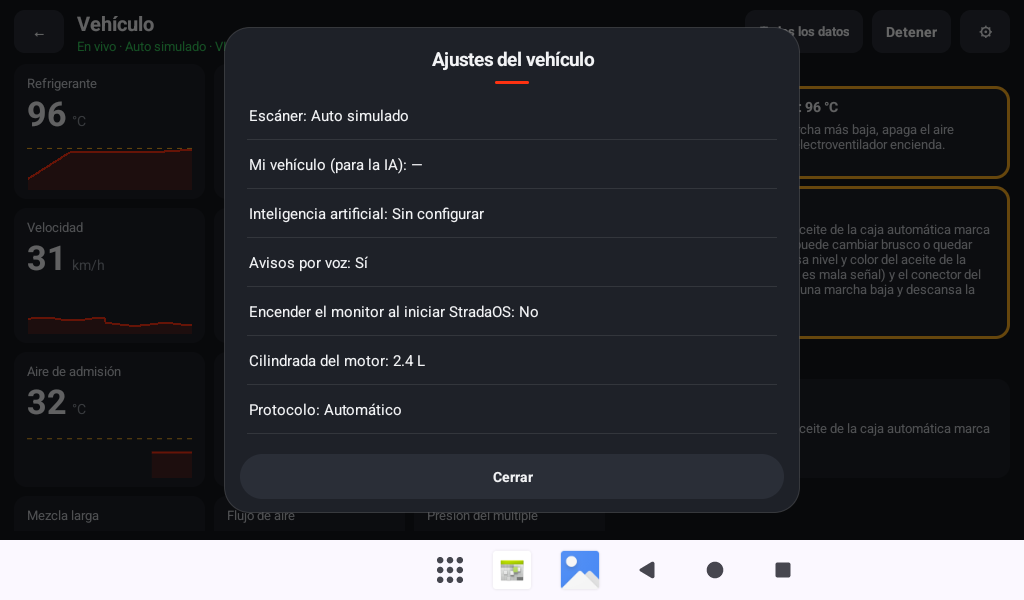 ←
Vehículo
En vivo · Auto simulado ·
los datos
Detener
Ajustes del vehículo
Escáner: Auto simulado
Mi vehículo (para la IA): —
Inteligencia artificial: Sin configurar
Avisos por voz: Sí
Encender el monitor al iniciar StradaOS: No
Cilindrada del motor: 2.4 L
Protocolo: Automático
Cerrar
Refrigerante
96 °C
Velocidad
31 km/h
Aire de admisión
32 °C
Mezcla larga
Flujo de aire
Presión del múltiple
: 96 °C
más baja, apaga el aire
electroventilador encienda.
aceite de la caja automática marca
puede cambiar brusco o quedar
nivel y color del aceite de la
es mala señal) y el conector del
una marcha baja y descansa la
aceite de la caja automática marca